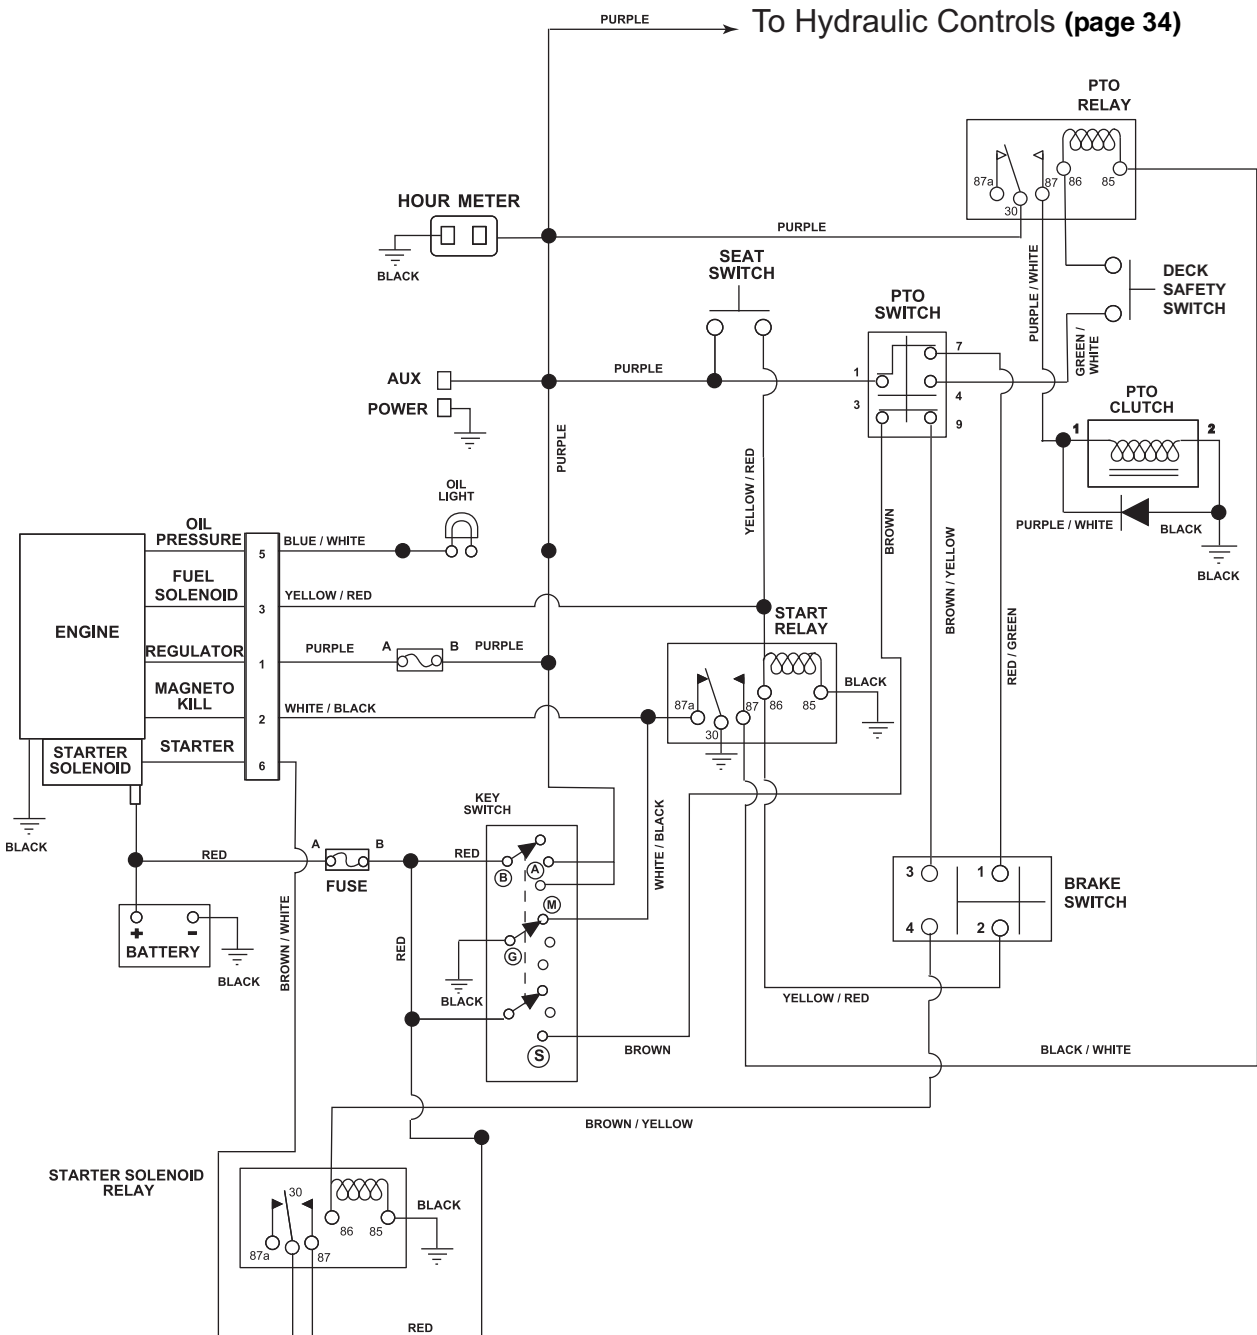 PURPLE
To Hydraulic Controls (page 34)
PTO
RELAY
87a
30
87
86
85
HOUR METER
BLACK
PURPLE
PURPLE / WHITE
DECK
SAFETY
SWITCH
SEAT
SWITCH
PTO
SWITCH
GREEN /
WHITE
AUX
POWER
PURPLE
PURPLE
1
3
7
4
9
PTO
CLUTCH
1
2
PURPLE / WHITE
BLACK
BLACK
YELLOW / RED
BROWN
BROWN / YELLOW
RED / GREEN
OIL
LIGHT
ENGINE
OIL
PRESSURE
5
BLUE / WHITE
FUEL
SOLENOID
3
YELLOW / RED
REGULATOR
1
PURPLE
A
B
PURPLE
MAGNETO
KILL
2
WHITE / BLACK
STARTER
SOLENOID
STARTER
6
BLACK
START
RELAY
87a
30
87
86
85
BLACK
KEY
SWITCH
RED
A
B
FUSE
RED
B
A
M
G
S
BLACK
WHITE / BLACK
+
-
BATTERY
BLACK
BROWN / WHITE
RED
3
1
4
2
BRAKE
SWITCH
YELLOW / RED
BROWN
BLACK / WHITE
BROWN / YELLOW
STARTER SOLENOID
RELAY
30
87a
87
86
85
BLACK
RED